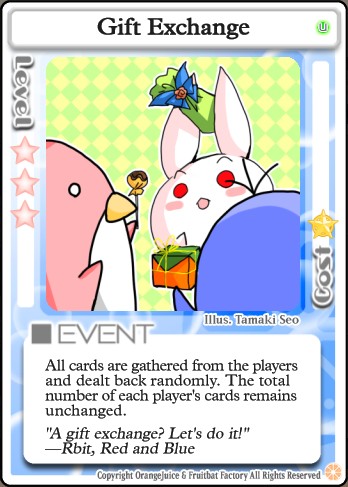 Gift Exchange
U
Level
Cost
Illus. Tamaki Seo
EVENT
All cards are gathered from the players
and dealt back randomly. The total
number of each player's cards remains
unchanged.
"A gift exchange? Let's do it!"
—Rbit, Red and Blue
Copyright Orangejuice & Fruitbat Factory All Rights Reserved